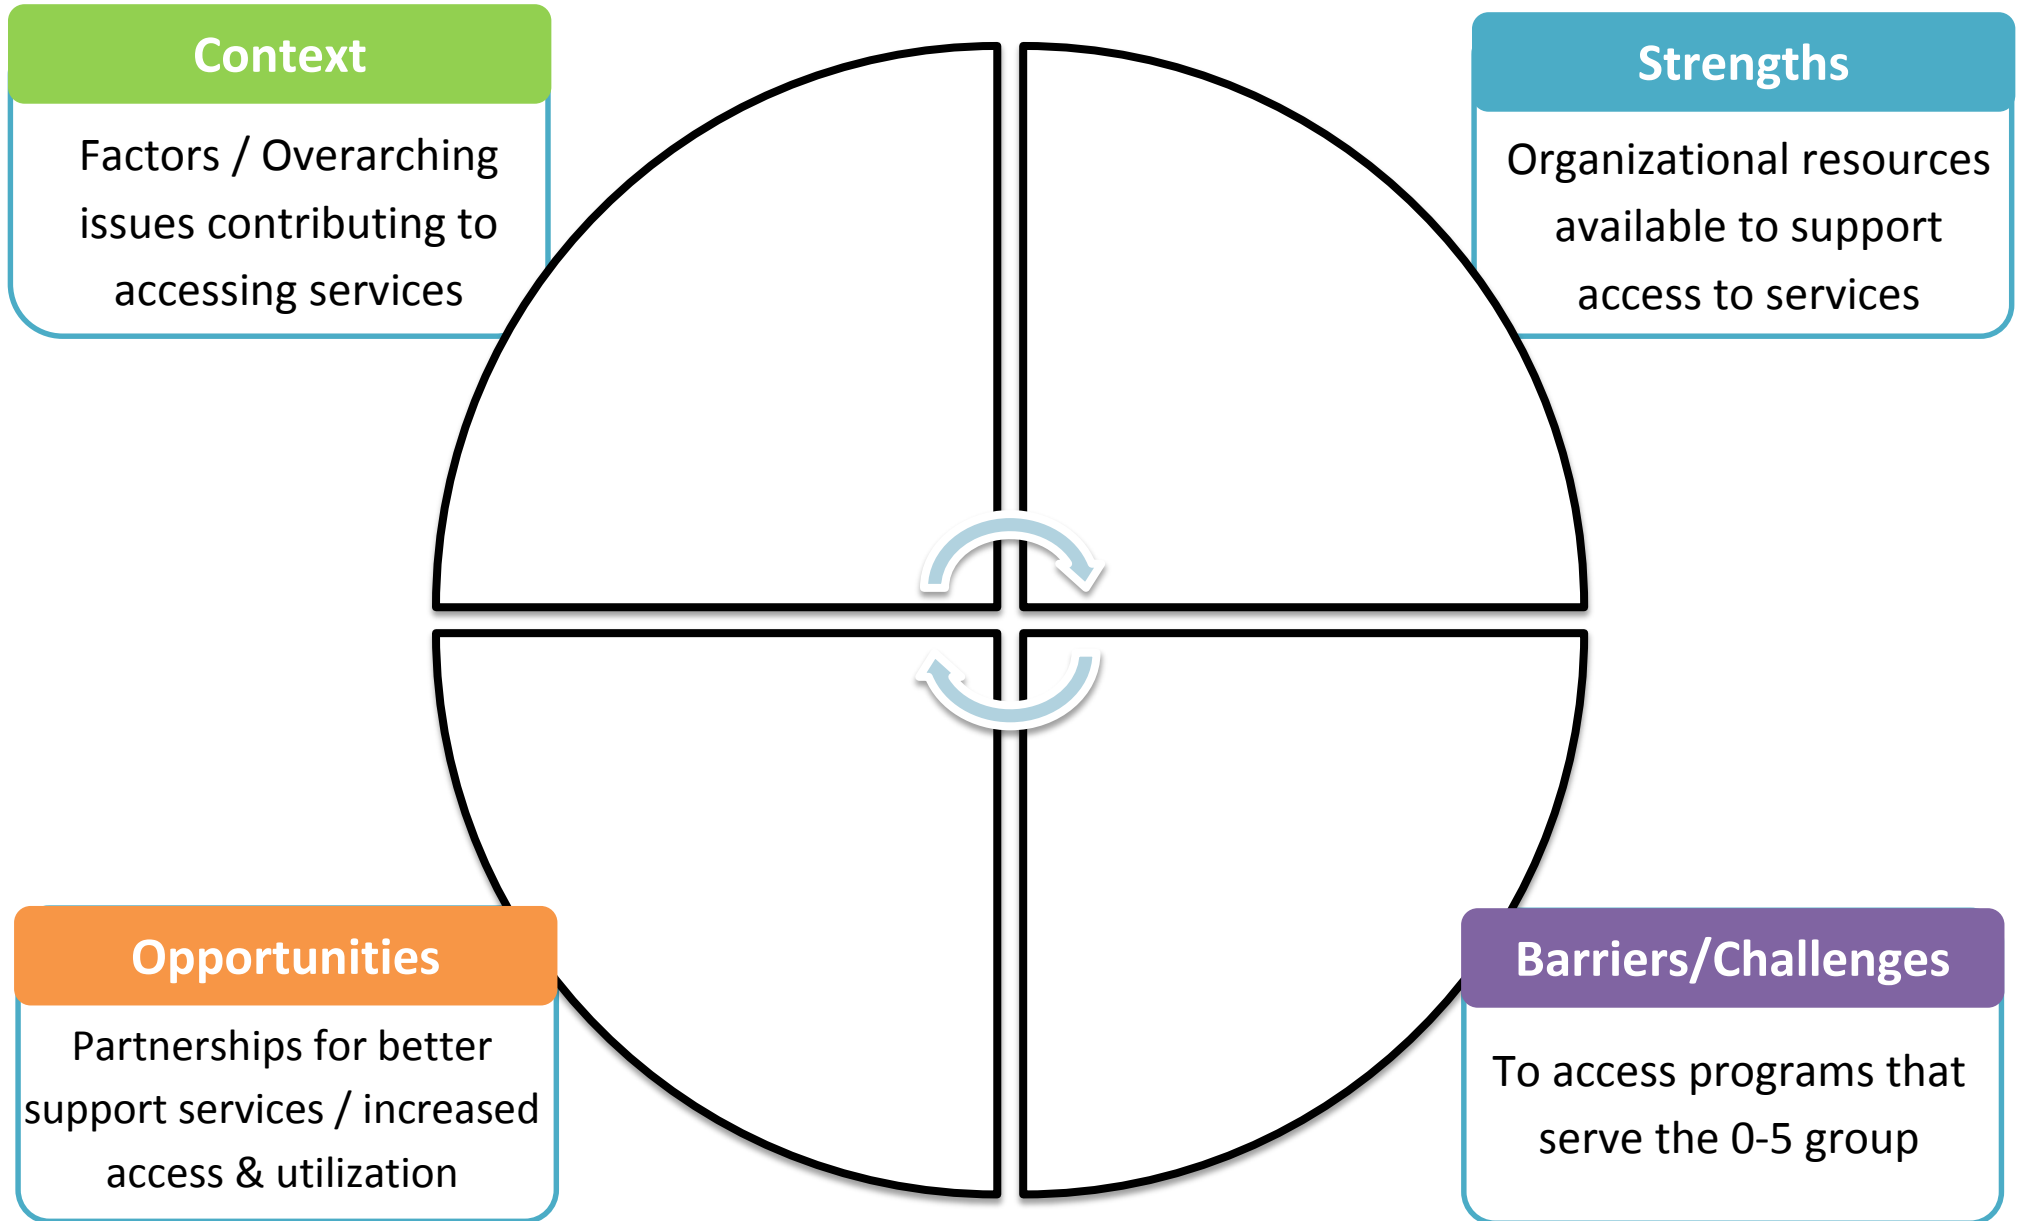 Context
Factors / Overarching
issues contributing to
accessing services
Strengths
Organizational resources
available to support
access to services
Opportunities
Partnerships for better
support services / increased
access & utilization
Barriers/Challenges
To access programs that
serve the 0-5 group